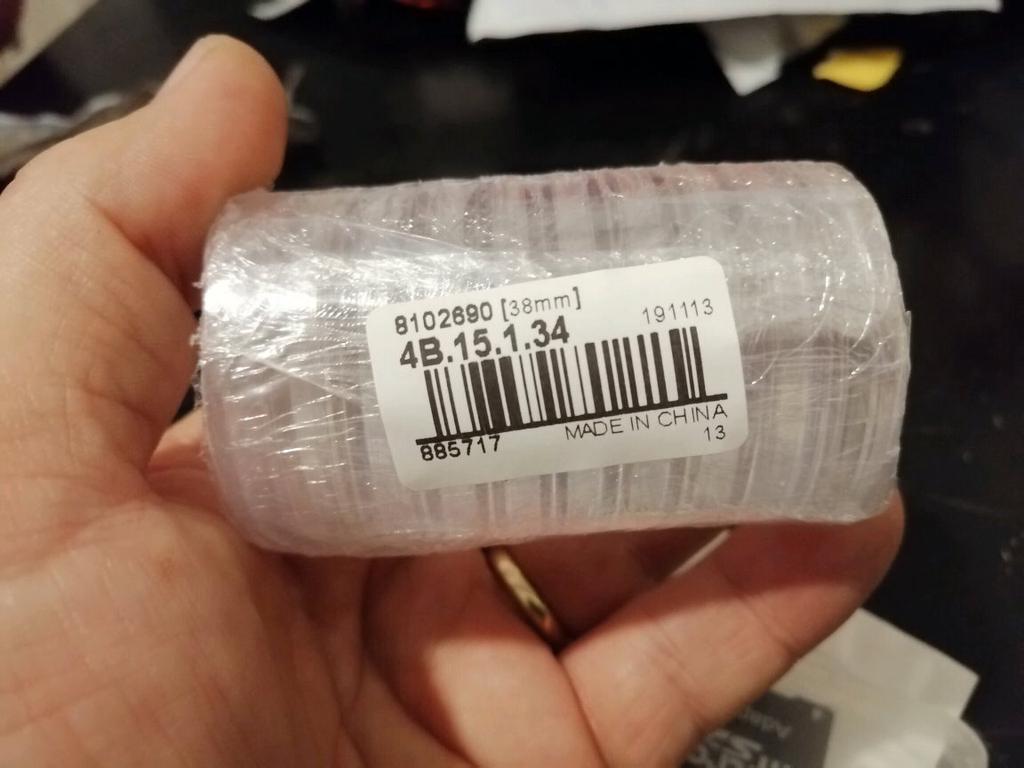 8102690 [38mm]
191113
4B.15.1.34
885717
MADE IN CHINA
13